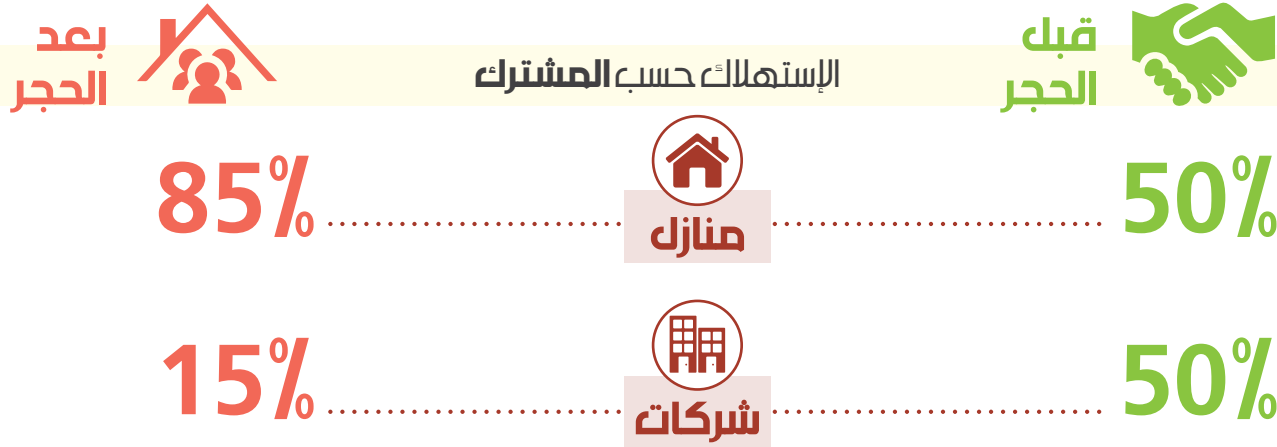 قبل
الحجر
الإستهلاك حسب المشترك
بعد
الحجر
50%
منازل
85%
50%
شركات
15%